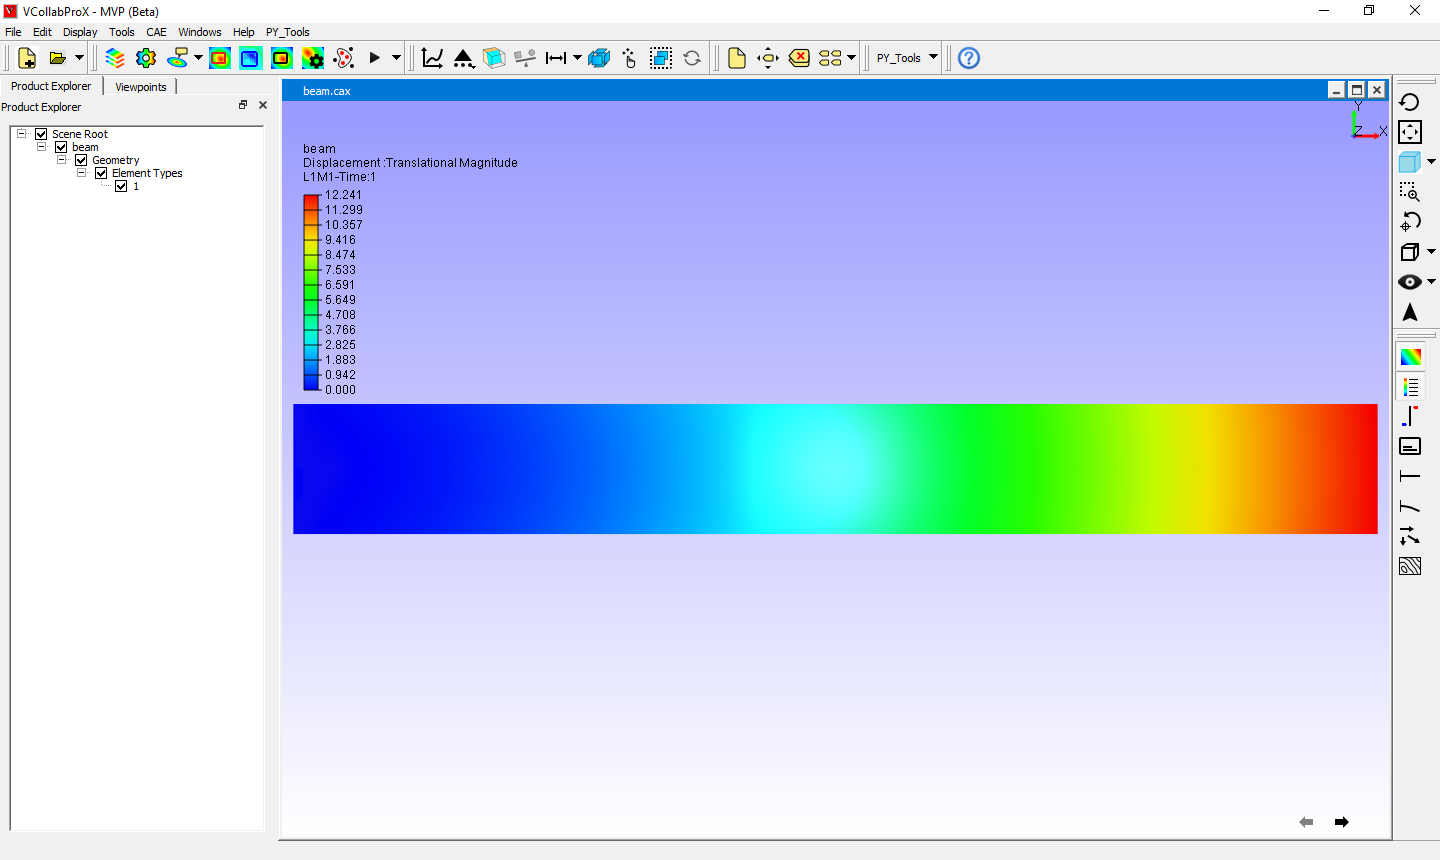 VCollabProX - MVP (Beta)
File Edit Display Tools CAE Windows Help PY_Tools
PY_Tools
Product Explorer Viewpoints
Product Explorer
Scene Root
beam
Geometry
Element Types
1
beam.cax
Y
Z X
beam
Displacement :Translational Magnitude
L1M1-Time:1
12.241
11.299
10.357
9.416
8.474
7.533
6.591
5.649
4.708
3.766
2.825
1.883
0.942
0.000